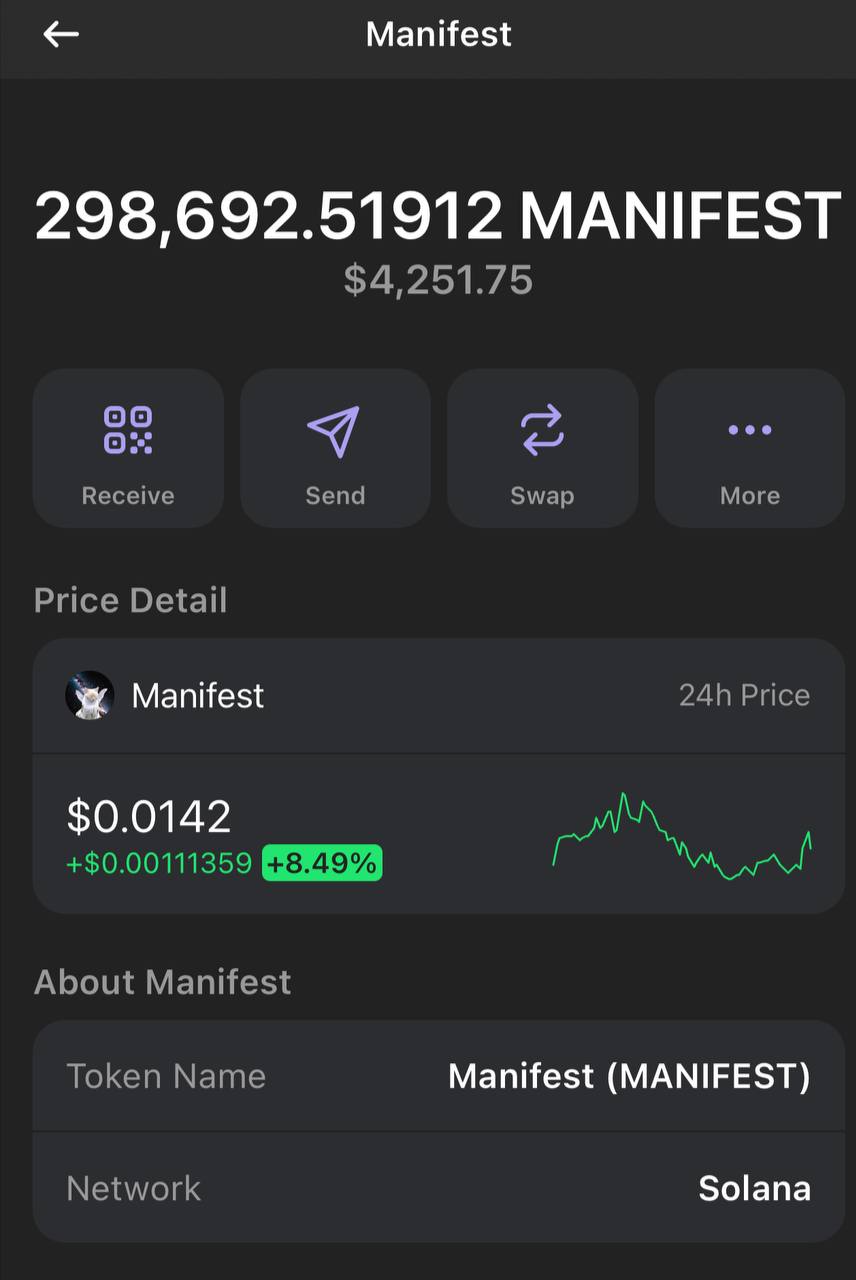 Manifest
298,692.51912 MANIFEST
$4,251.75
Receive Send Swap More
Price Detail
Manifest 24h Price
$0.0142
+$0.00111359 +8.49%
About Manifest
Token Name Manifest (MANIFEST)
Network Solana